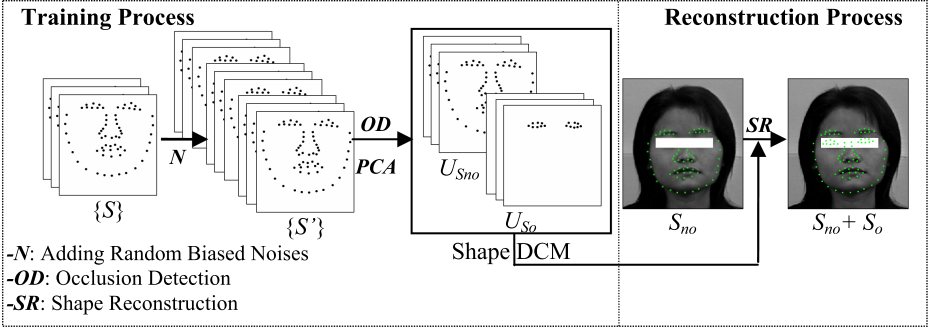 Training Process
Reconstruction Process
N
OD
PCA
SR
{S}
{S'}
U_Sno
U_So
S_no
S_no + S_o
Shape DCM
-N: Adding Random Biased Noises
-OD: Occlusion Detection
-SR: Shape Reconstruction